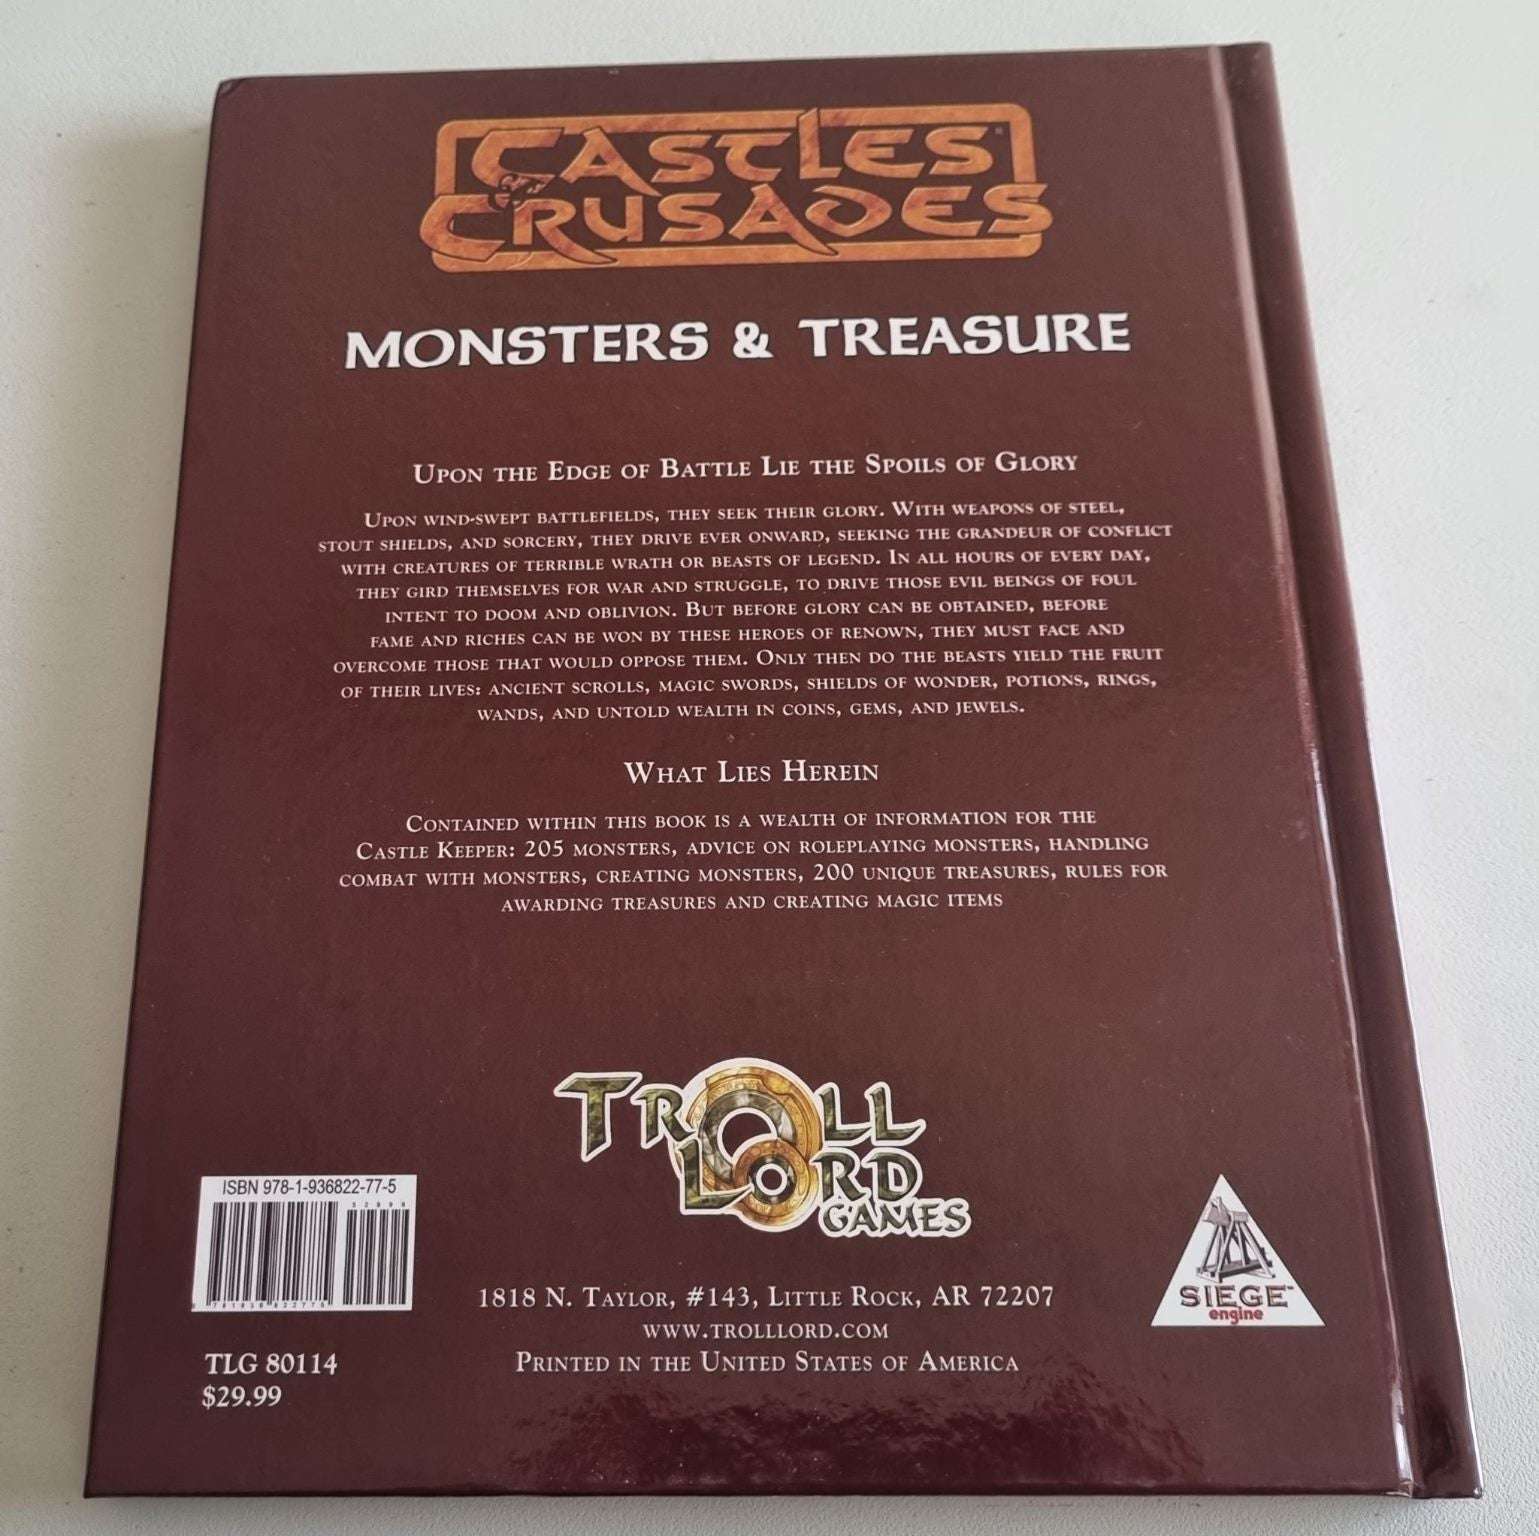 CASTLES®
& CRUSADES
MONSTERS & TREASURE
UPON THE EDGE OF BATTLE LIE THE SPOILS OF GLORY
UPON WIND-SWEPT BATTLEFIELDS, THEY SEEK THEIR GLORY. WITH WEAPONS OF STEEL,
STOUT SHIELDS, AND SORCERY, THEY DRIVE EVER ONWARD, SEEKING THE GRANDEUR OF CONFLICT
WITH CREATURES OF TERRIBLE WRATH OR BEASTS OF LEGEND. IN ALL HOURS OF EVERY DAY,
THEY GIRD THEMSELVES FOR WAR AND STRUGGLE, TO DRIVE THOSE EVIL BEINGS OF FOUL
INTENT TO DOOM AND OBLIVION. BUT BEFORE GLORY CAN BE OBTAINED, BEFORE
FAME AND RICHES CAN BE WON BY THESE HEROES OF RENOWN, THEY MUST FACE AND
OVERCOME THOSE THAT WOULD OPPOSE THEM. ONLY THEN DO THE BEASTS YIELD THE FRUIT
OF THEIR LIVES: ANCIENT SCROLLS, MAGIC SWORDS, SHIELDS OF WONDER, POTIONS, RINGS,
WANDS, AND UNTOLD WEALTH IN COINS, GEMS, AND JEWELS.
WHAT LIES HEREIN
CONTAINED WITHIN THIS BOOK IS A WEALTH OF INFORMATION FOR THE
CASTLE KEEPER: 205 MONSTERS, ADVICE ON ROLEPLAYING MONSTERS, HANDLING
COMBAT WITH MONSTERS, CREATING MONSTERS, 200 UNIQUE TREASURES, RULES FOR
AWARDING TREASURES AND CREATING MAGIC ITEMS
TROLL
LORD
GAMES
ISBN 978-1-936822-77-5
52999
9 781936 822775
TLG 80114
$29.99
1818 N. TAYLOR, #143, LITTLE ROCK, AR 72207
WWW.TROLLLORD.COM
PRINTED IN THE UNITED STATES OF AMERICA
SIEGE™
engine